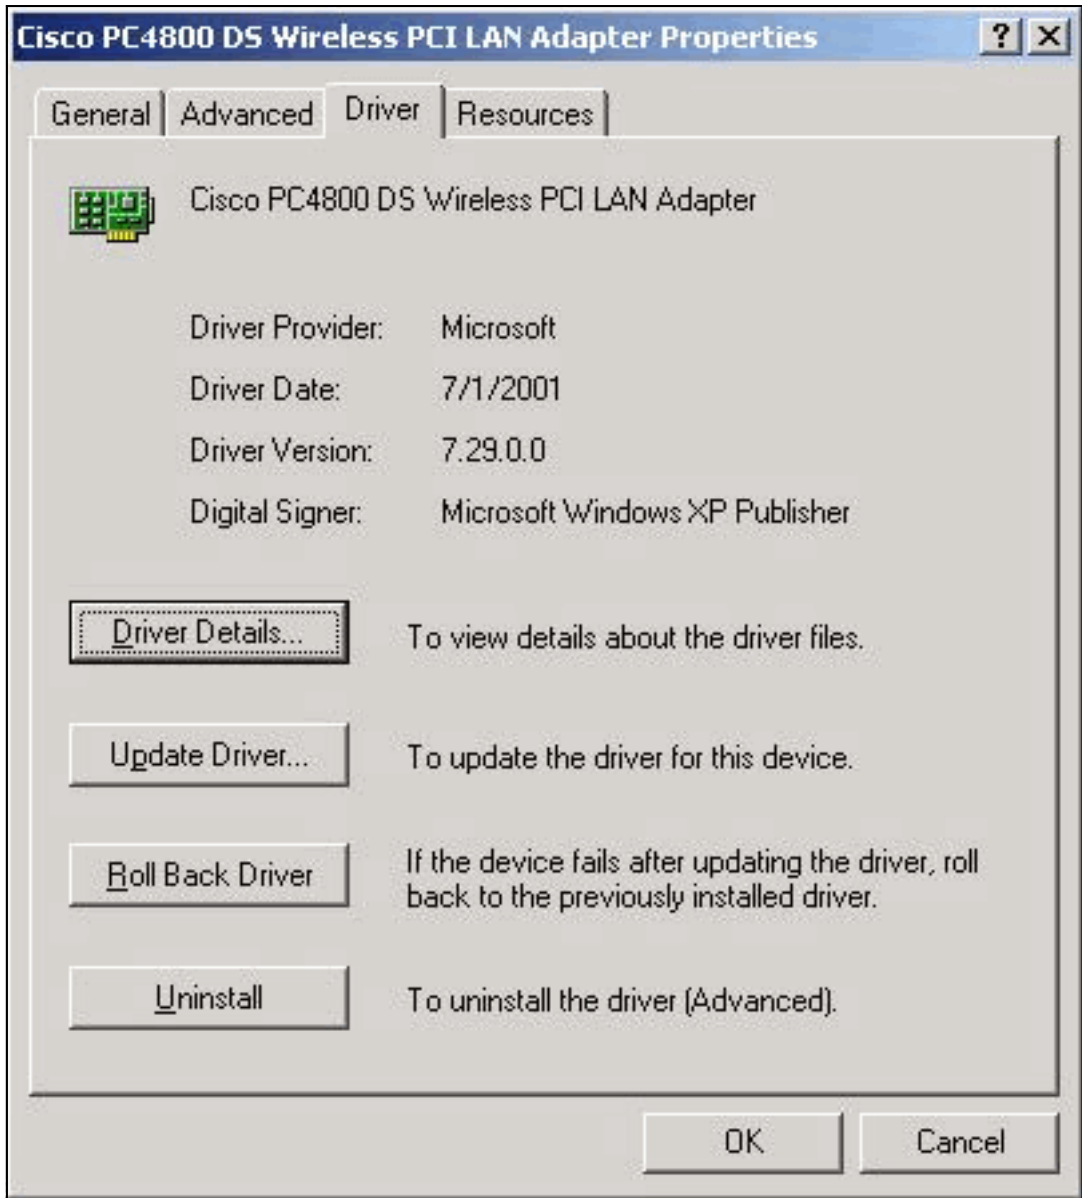 Cisco PC4800 DS Wireless PCI LAN Adapter Properties
General Advanced Driver Resources
Cisco PC4800 DS Wireless PCI LAN Adapter
Driver Provider: Microsoft
Driver Date: 7/1/2001
Driver Version: 7.29.0.0
Digital Signer: Microsoft Windows XP Publisher
Driver Details... To view details about the driver files.
Update Driver... To update the driver for this device.
Roll Back Driver If the device fails after updating the driver, roll
back to the previously installed driver.
Uninstall To uninstall the driver (Advanced).
OK Cancel